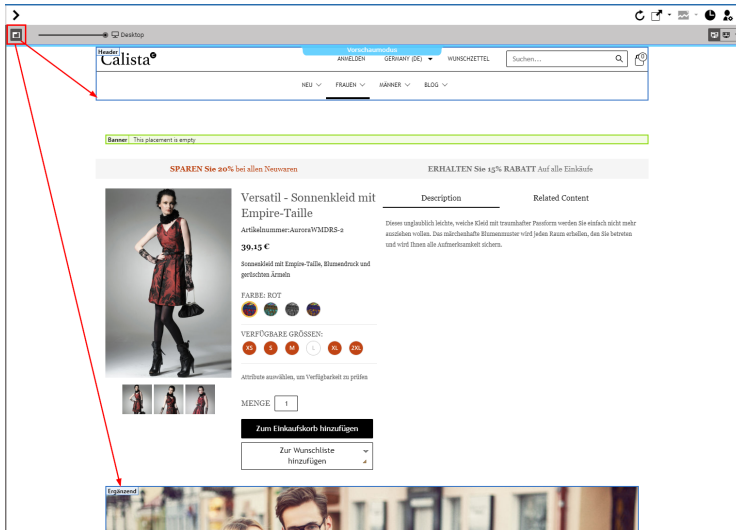 Desktop
Vorschaumodus
Header
Calista
ANMELDEN
GERMANY (DE)
WUNSCHZETTEL
Suchen...
0
NEU
FRAUEN
MÄNNER
BLOG
Banner
This placement is empty
SPAREN Sie 20% bei allen Neuwaren
ERHALTEN Sie 15% RABATT Auf alle Einkäufe
Versatil - Sonnenkleid mit
Empire-Taille
Artikelnummer:AuroraWMDRS-2
39,15 €
Sonnenkleid mit Empire-Taille, Blumendruck und
gerüschten Ärmeln
FARBE: ROT
VERFÜGBARE GRÖSSEN:
XS S M L XL 2XL
Attribute auswählen, um Verfügbarkeit zu prüfen
MENGE 1
Zum Einkaufskorb hinzufügen
Zur Wunschliste
hinzufügen
Description
Related Content
Dieses unglaublich leichte, weiche Kleid mit traumhafter Passform werden Sie einfach nicht mehr
ausziehen wollen. Das märchenhafte Blumenmuster wird jeden Raum erhellen, den Sie betreten
und wird Ihnen alle Aufmerksamkeit sichern.
Ergänzend